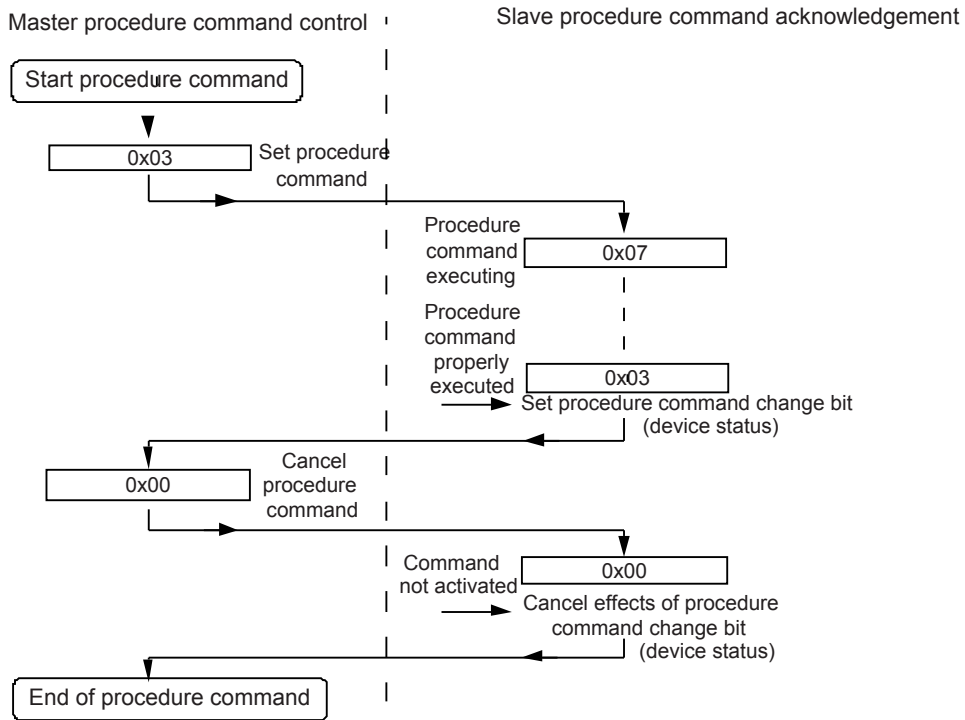 Master procedure command control
Slave procedure command acknowledgement
Start procedure command
0x03
Set procedure
command
Procedure
command
executing
0x07
Procedure
command
properly
executed
0x03
Set procedure command change bit
(device status)
Cancel
procedure
command
0x00
Command
not activated
0x00
Cancel effects of procedure
command change bit
(device status)
End of procedure command